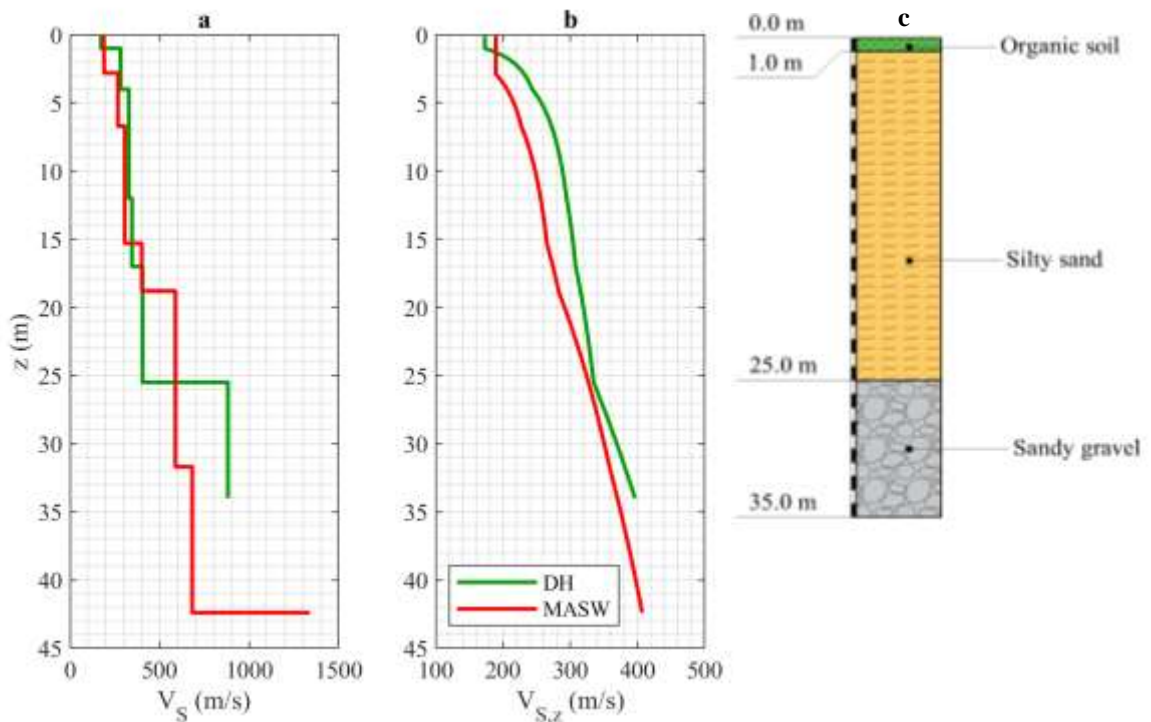 a
0
5
10
15
20
25
30
35
40
45
z (m)
0 500 1000 1500
V_S (m/s)
b
0
5
10
15
20
25
30
35
40
45
DH
MASW
100 200 300 400 500
V_S,z (m/s)
c
0.0 m
Organic soil
1.0 m
Silty sand
25.0 m
Sandy gravel
35.0 m